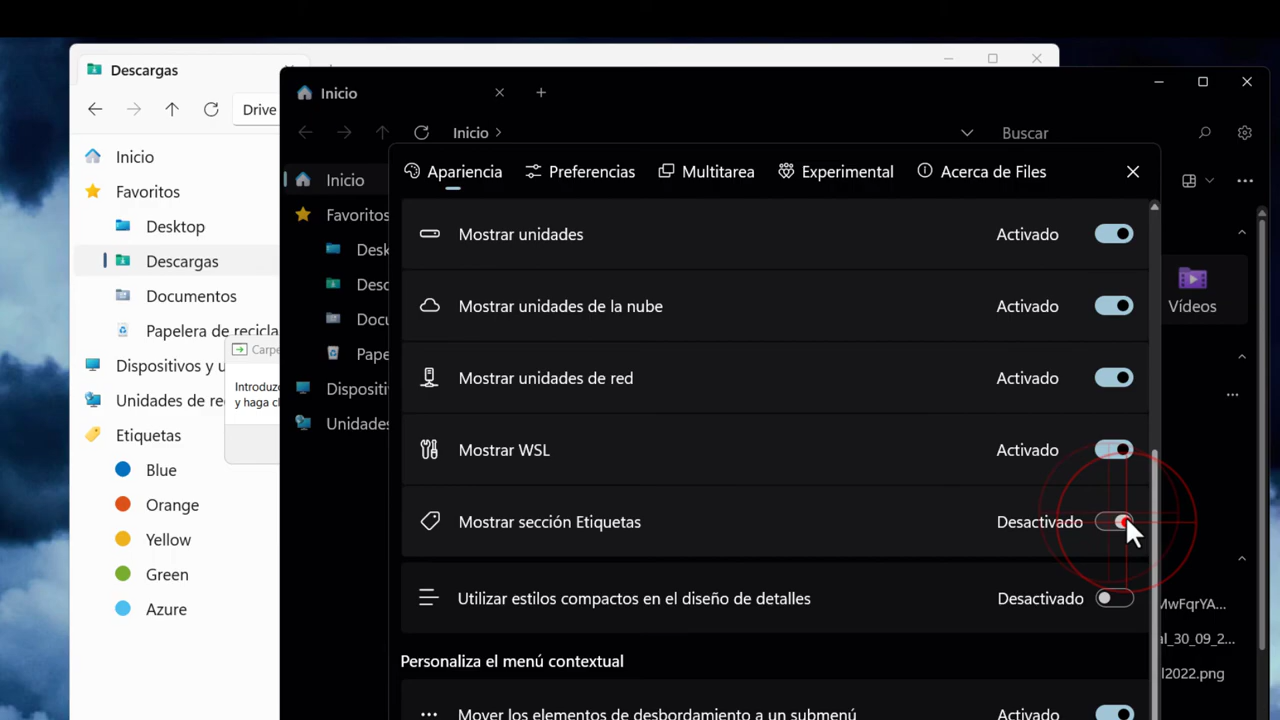 Descargas
Drive
Inicio
Favoritos
Desktop
Descargas
Documentos
Papelera de recicla
Dispositivos y u
Unidades de re
Etiquetas
Blue
Orange
Yellow
Green
Azure
Carpe
Introduzc
y haga cl
Inicio
Inicio
Buscar
Inicio
Favoritos
Desk
Desc
Docu
Pape
Dispositi
Unidades
Apariencia
Preferencias
Multitarea
Experimental
Acerca de Files
Mostrar unidades Activado
Mostrar unidades de la nube Activado
Mostrar unidades de red Activado
Mostrar WSL Activado
Mostrar sección Etiquetas Desactivado
Utilizar estilos compactos en el diseño de detalles Desactivado
Personaliza el menú contextual
Mover los elementos de desbordamiento a un submenú Activado
Vídeos
MwFqrYA...
al_30_09_2...
l2022.png